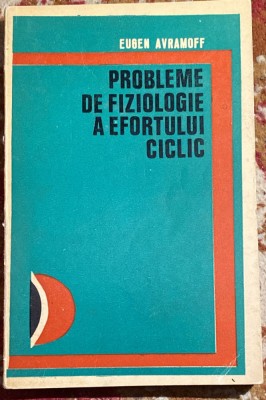 EUGEN AVRAMOFF
PROBLEME
DE FIZIOLOGIE
A EFORTULUI
CICLIC